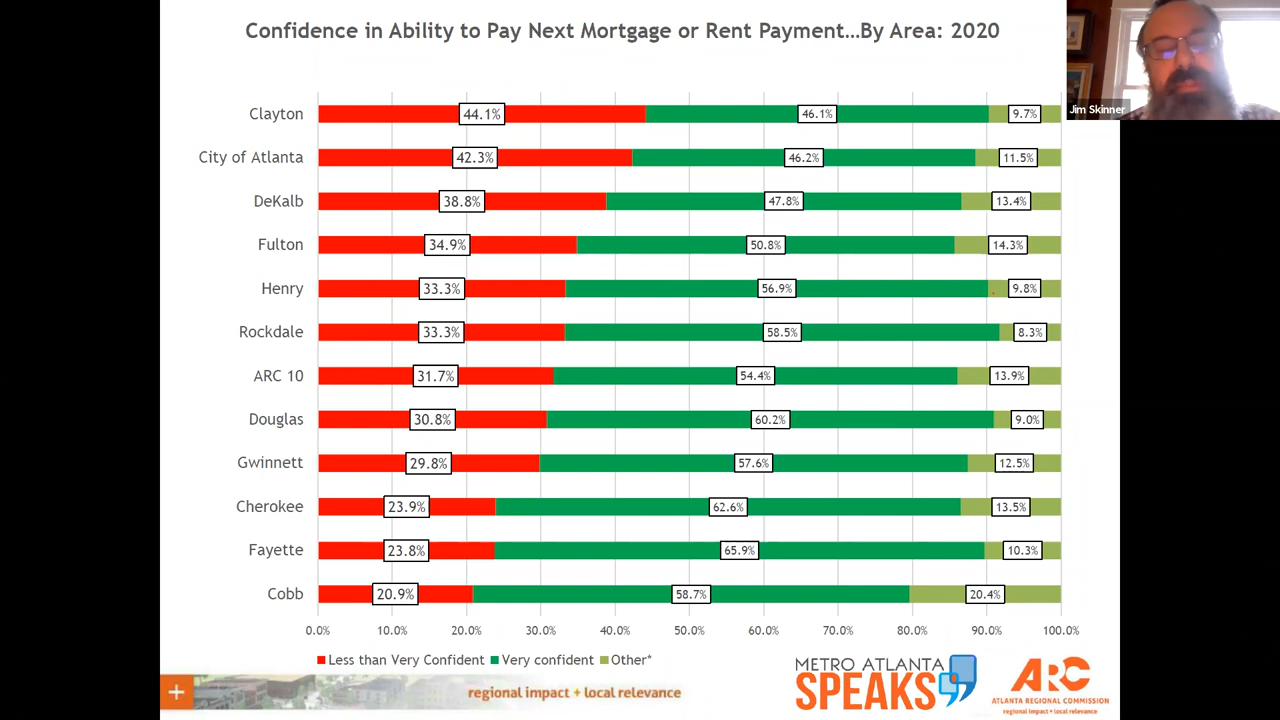 Confidence in Ability to Pay Next Mortgage or Rent Payment…By Area: 2020
Jim Skinner
Clayton 44.1% 46.1% 9.7%
City of Atlanta 42.3% 46.2% 11.5%
DeKalb 38.8% 47.8% 13.4%
Fulton 34.9% 50.8% 14.3%
Henry 33.3% 56.9% 9.8%
Rockdale 33.3% 58.5% 8.3%
ARC 10 31.7% 54.4% 13.9%
Douglas 30.8% 60.2% 9.0%
Gwinnett 29.8% 57.6% 12.5%
Cherokee 23.9% 62.6% 13.5%
Fayette 23.8% 65.9% 10.3%
Cobb 20.9% 58.7% 20.4%
0.0% 10.0% 20.0% 30.0% 40.0% 50.0% 60.0% 70.0% 80.0% 90.0% 100.0%
Less than Very Confident Very confident Other*
+ regional impact + local relevance
METRO ATLANTA
SPEAKS
ARC
ATLANTA REGIONAL COMMISSION
regional impact + local relevance